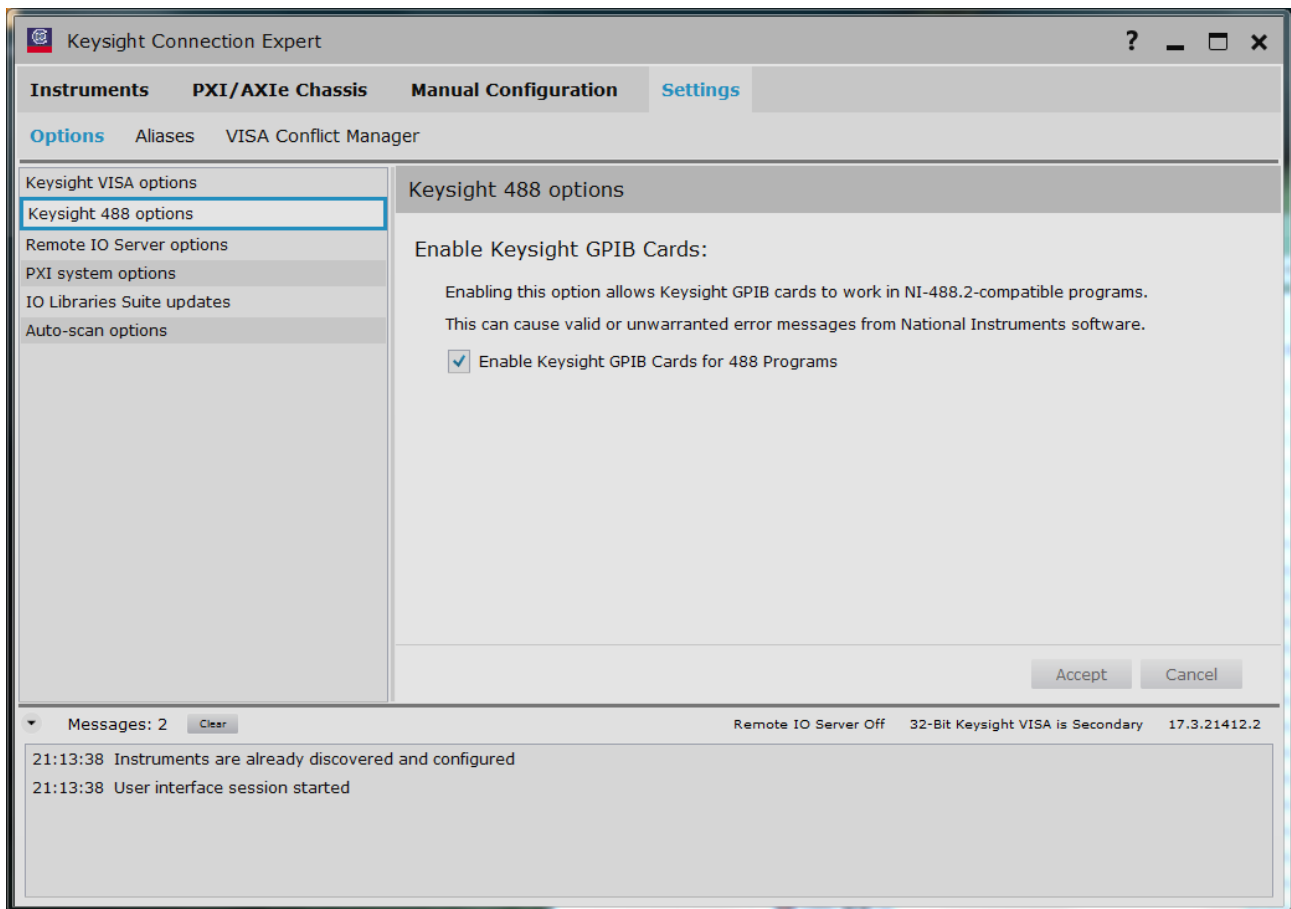 Keysight Connection Expert
Instruments PXI/AXIe Chassis Manual Configuration Settings
Options Aliases VISA Conflict Manager
Keysight VISA options
Keysight 488 options
Remote IO Server options
PXI system options
IO Libraries Suite updates
Auto-scan options
Keysight 488 options
Enable Keysight GPIB Cards:
Enabling this option allows Keysight GPIB cards to work in NI-488.2-compatible programs.
This can cause valid or unwarranted error messages from National Instruments software.
Enable Keysight GPIB Cards for 488 Programs
Accept Cancel
Messages: 2 Clear Remote IO Server Off 32-Bit Keysight VISA is Secondary 17.3.21412.2
21:13:38 Instruments are already discovered and configured
21:13:38 User interface session started